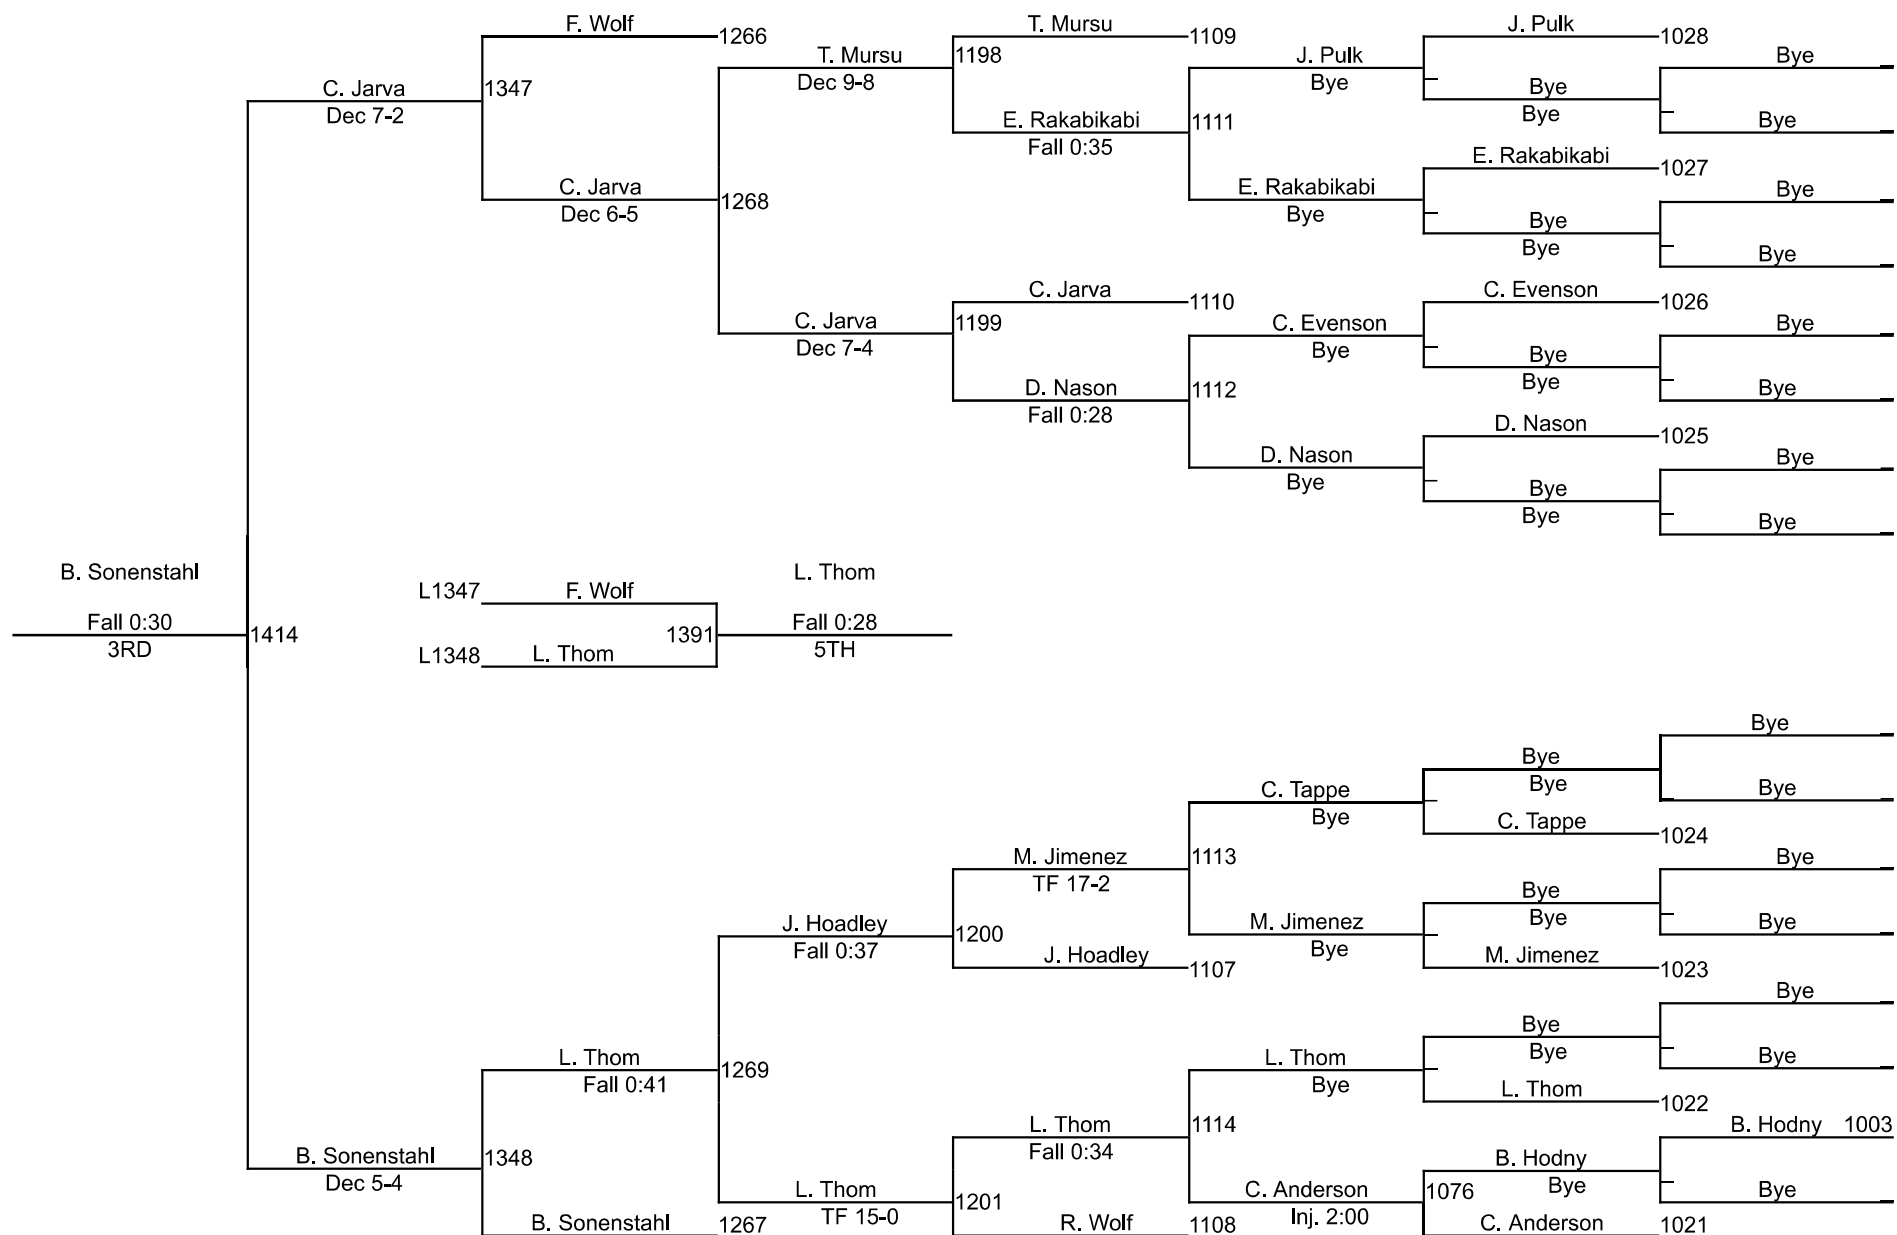 F. Wolf
1266
T. Mursu
1109
J. Pulk
1028
C. Jarva
Dec 7-2
1347
T. Mursu
Dec 9-8
1198
J. Pulk
Bye
Bye
Bye
Bye
E. Rakabikabi
Fall 0:35
1111
Bye
E. Rakabikabi
1027
C. Jarva
Dec 6-5
1268
E. Rakabikabi
Bye
Bye
Bye
Bye
Bye
C. Jarva
1110
C. Evenson
1026
C. Jarva
Dec 7-4
1199
C. Evenson
Bye
Bye
Bye
Bye
D. Nason
Fall 0:28
1112
Bye
D. Nason
1025
D. Nason
Bye
Bye
Bye
Bye
Bye
B. Sonenstahl
Fall 0:30
3RD
1414
L1347
F. Wolf
L1348
L. Thom
1391
L. Thom
Fall 0:28
5TH
Bye
C. Tappe
Bye
Bye
Bye
Bye
C. Tappe
1024
M. Jimenez
TF 17-2
1113
Bye
J. Hoadley
Fall 0:37
1200
M. Jimenez
Bye
Bye
Bye
Bye
J. Hoadley
1107
M. Jimenez
1023
Bye
L. Thom
Fall 0:41
1269
L. Thom
Bye
Bye
Bye
Bye
L. Thom
1022
B. Sonenstahl
Dec 5-4
1348
L. Thom
Fall 0:34
1114
B. Hodny 1003
B. Hodny
Bye
L. Thom
TF 15-0
1201
C. Anderson
Inj. 2:00
1076
Bye
B. Sonenstahl
1267
R. Wolf
1108
C. Anderson
1021